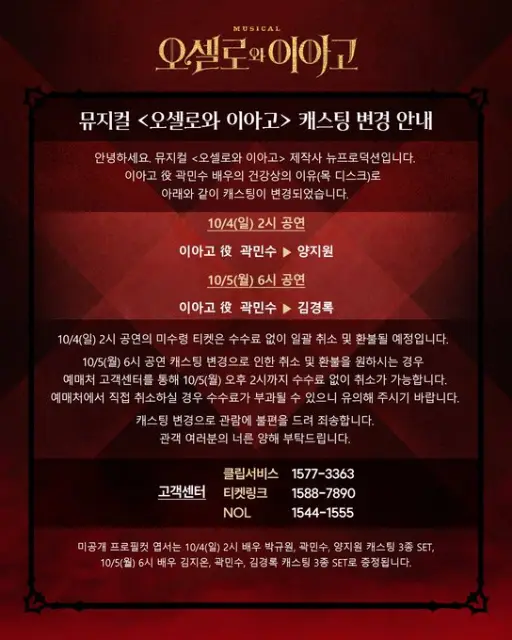 MUSICAL
오셀로와 이아고
뮤지컬 <오셀로와 이아고> 캐스팅 변경 안내
안녕하세요. 뮤지컬 <오셀로와 이아고> 제작사 뉴프로덕션입니다.
이아고 役 곽민수 배우의 건강상의 이유(목 디스크)로
아래와 같이 캐스팅이 변경되었습니다.
10/4(일) 2시 공연
이아고 役 곽민수 ▶ 양지원
10/5(월) 6시 공연
이아고 役 곽민수 ▶ 김경록
10/4(일) 2시 공연의 미수령 티켓은 수수료 없이 일괄 취소 및 환불될 예정입니다.
10/5(월) 6시 공연 캐스팅 변경으로 인한 취소 및 환불을 원하시는 경우
예매처 고객센터를 통해 10/5(월) 오후 2시까지 수수료 없이 취소가 가능합니다.
예매처에서 직접 취소하실 경우 수수료가 부과될 수 있으니 유의해 주시기 바랍니다.
캐스팅 변경으로 관람에 불편을 드려 죄송합니다.
관객 여러분의 너른 양해 부탁드립니다.
클립서비스 1577-3363
고객센터 티켓링크 1588-7890
NOL 1544-1555
미공개 프로필컷 엽서는 10/4(일) 2시 배우 박규원, 곽민수, 양지원 캐스팅 3종 SET,
10/5(월) 6시 배우 김지온, 곽민수, 김경록 캐스팅 3종 SET로 증정됩니다.